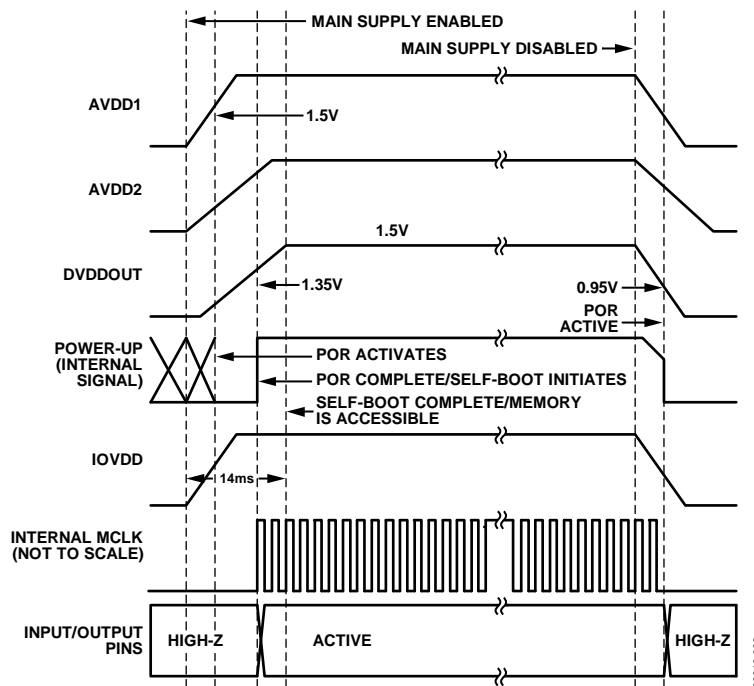 MAIN SUPPLY ENABLED
MAIN SUPPLY DISABLED
AVDD1
1.5V
AVDD2
1.5V
DVDDOUT
1.35V
0.95V
POR
ACTIVE
POWER-UP
(INTERNAL
SIGNAL)
POR ACTIVATES
POR COMPLETE/SELF-BOOT INITIATES
SELF-BOOT COMPLETE/MEMORY
IS ACCESSIBLE
IOVDD
14ms
INTERNAL MCLK
(NOT TO SCALE)
INPUT/OUTPUT
PINS
HIGH-Z
ACTIVE
HIGH-Z